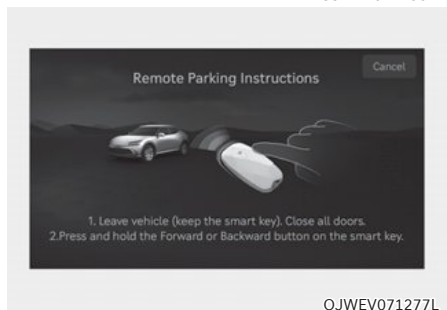 Cancel
Remote Parking Instructions
1. Leave vehicle (keep the smart key). Close all doors.
2.Press and hold the Forward or Backward button on the smart key.
OJWEV071277L